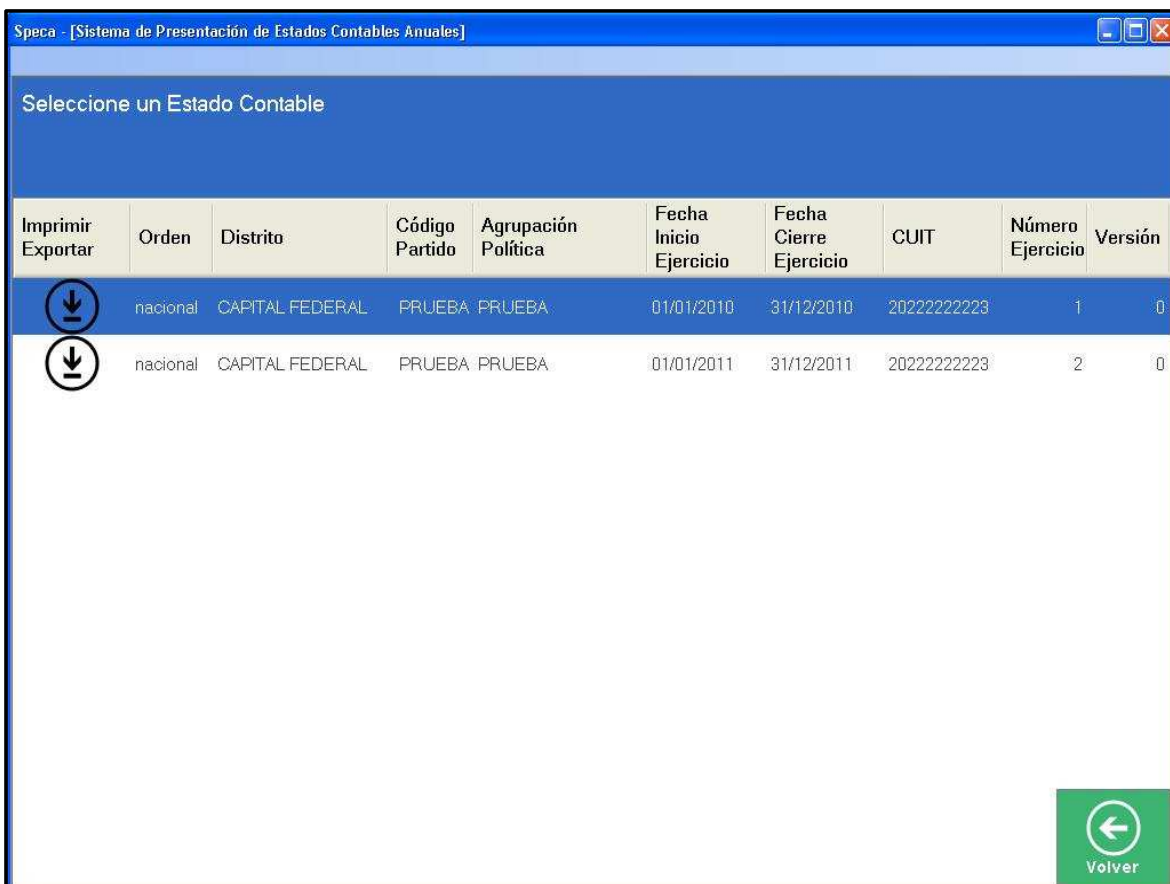 Speca - [Sistema de Presentación de Estados Contables Anuales]
Seleccione un Estado Contable
Imprimir Exportar Orden Distrito Código Partido Agrupación Política Fecha Inicio Ejercicio Fecha Cierre Ejercicio CUIT Número Ejercicio Versión
nacional CAPITAL FEDERAL PRUEBA PRUEBA 01/01/2010 31/12/2010 20222222223 1 0
nacional CAPITAL FEDERAL PRUEBA PRUEBA 01/01/2011 31/12/2011 20222222223 2 0
Volver